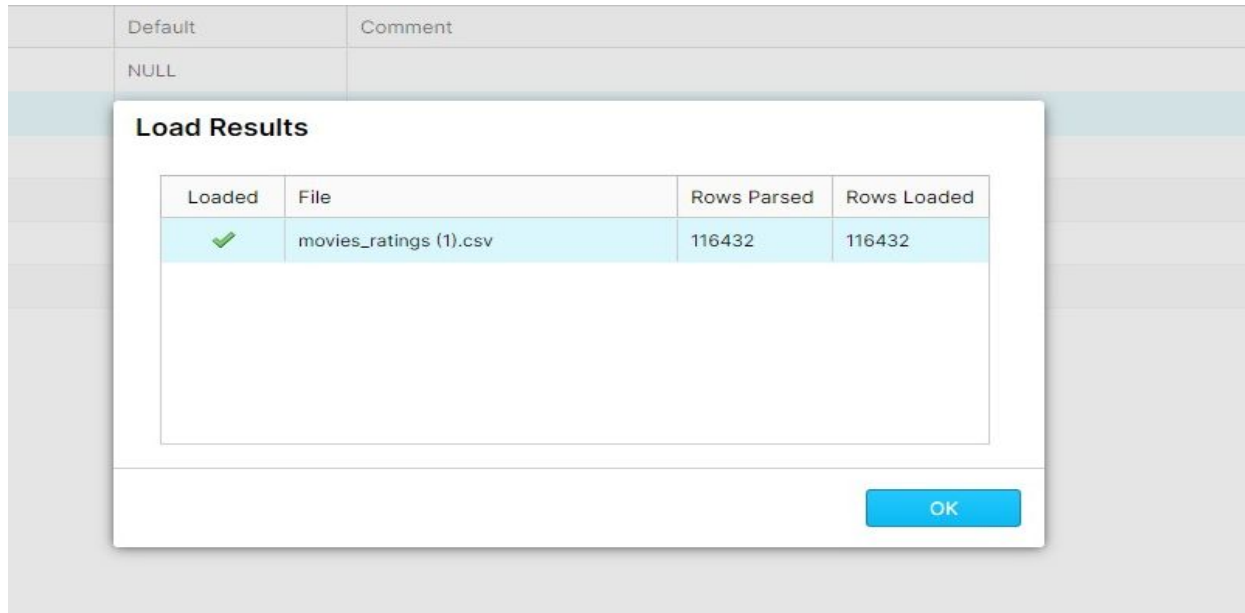 Default Comment
NULL
Load Results
Loaded File Rows Parsed Rows Loaded
movies_ratings (1).csv 116432 116432
OK